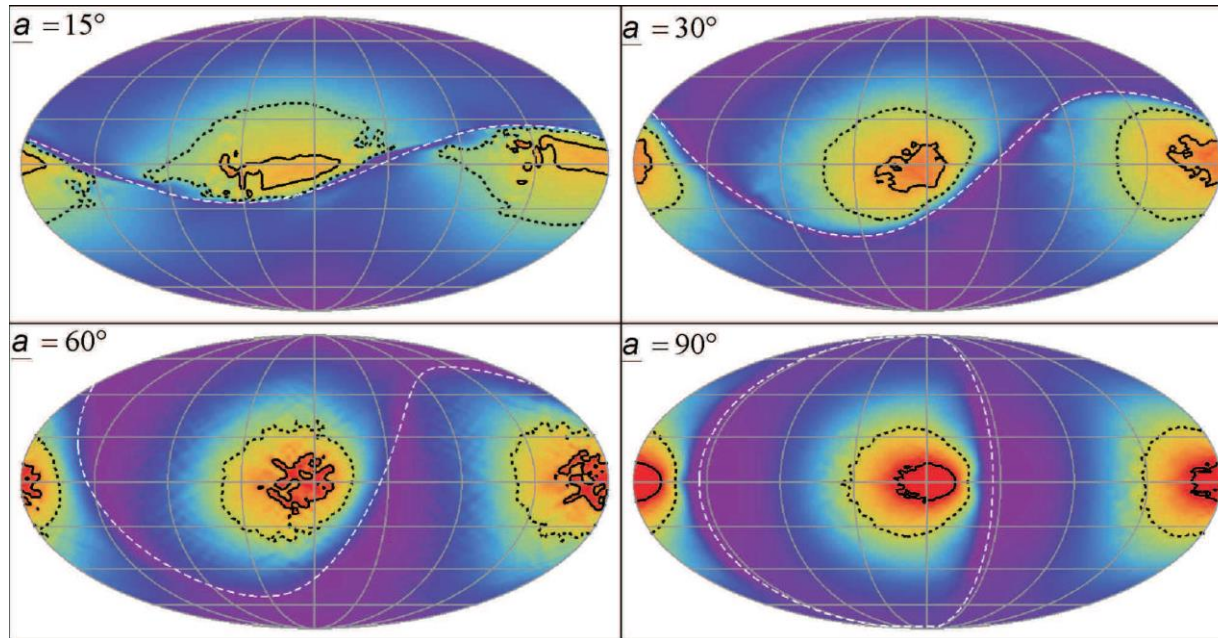 a = 15°
a = 30°
a = 60°
a = 90°